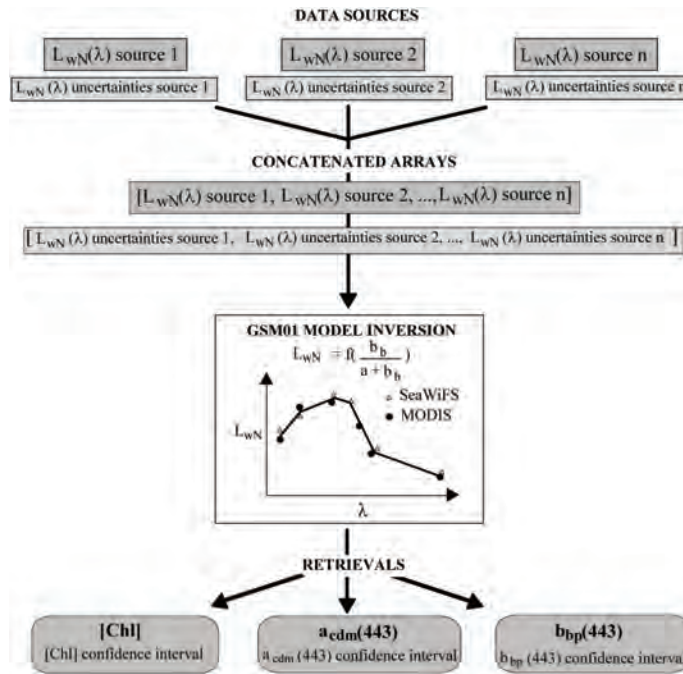 DATA SOURCES
LwN(λ) source 1
LwN(λ) source 2
LwN(λ) source n
LwN(λ) uncertainties source 1
LwN(λ) uncertainties source 2
LwN(λ) uncertainties source n
CONCATENATED ARRAYS
[LwN(λ) source 1, LwN(λ) source 2, ...,LwN(λ) source n]
[ LwN(λ) uncertainties source 1, LwN(λ) uncertainties source 2, ..., LwN(λ) uncertainties source n ]
GSM01 MODEL INVERSION
LwN = f( bb / a + bb )
SeaWiFS
MODIS
LwN
λ
RETRIEVALS
[Chl]
[Chl] confidence interval
acdm(443)
acdm(443) confidence interval
bbp(443)
bbp(443) confidence interval